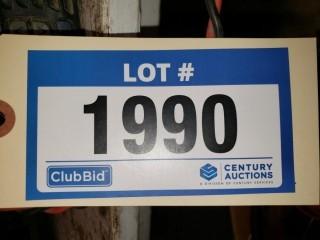 LOT #
1990
ClubBid
CENTURY
AUCTIONS
A DIVISION OF CENTURY SERVICES